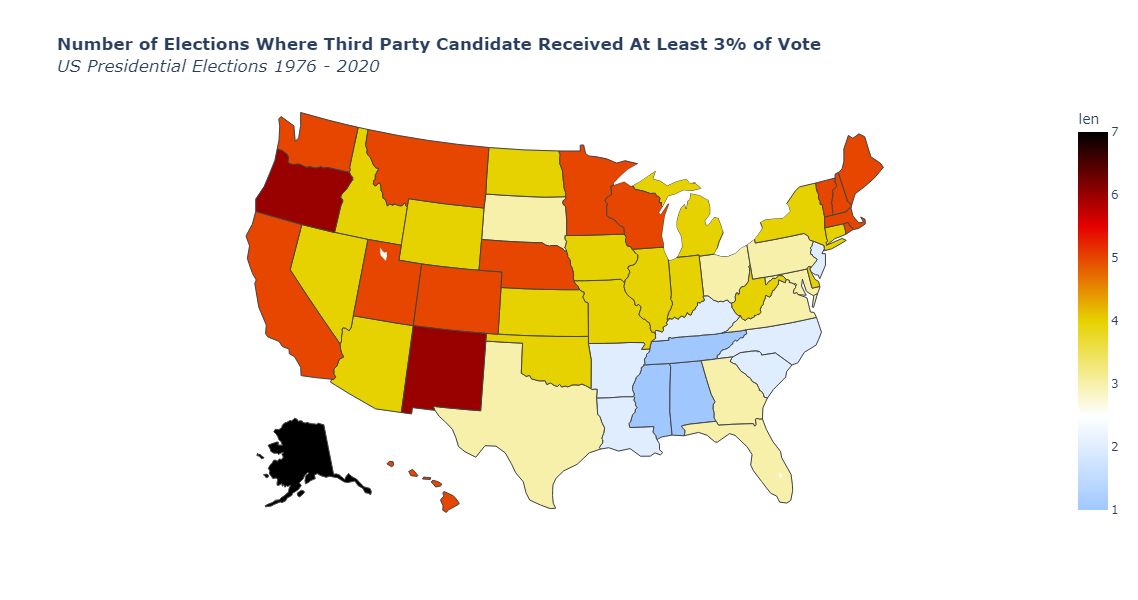 Number of Elections Where Third Party Candidate Received At Least 3% of Vote
US Presidential Elections 1976 - 2020
len
7
6
5
4
3
2
1